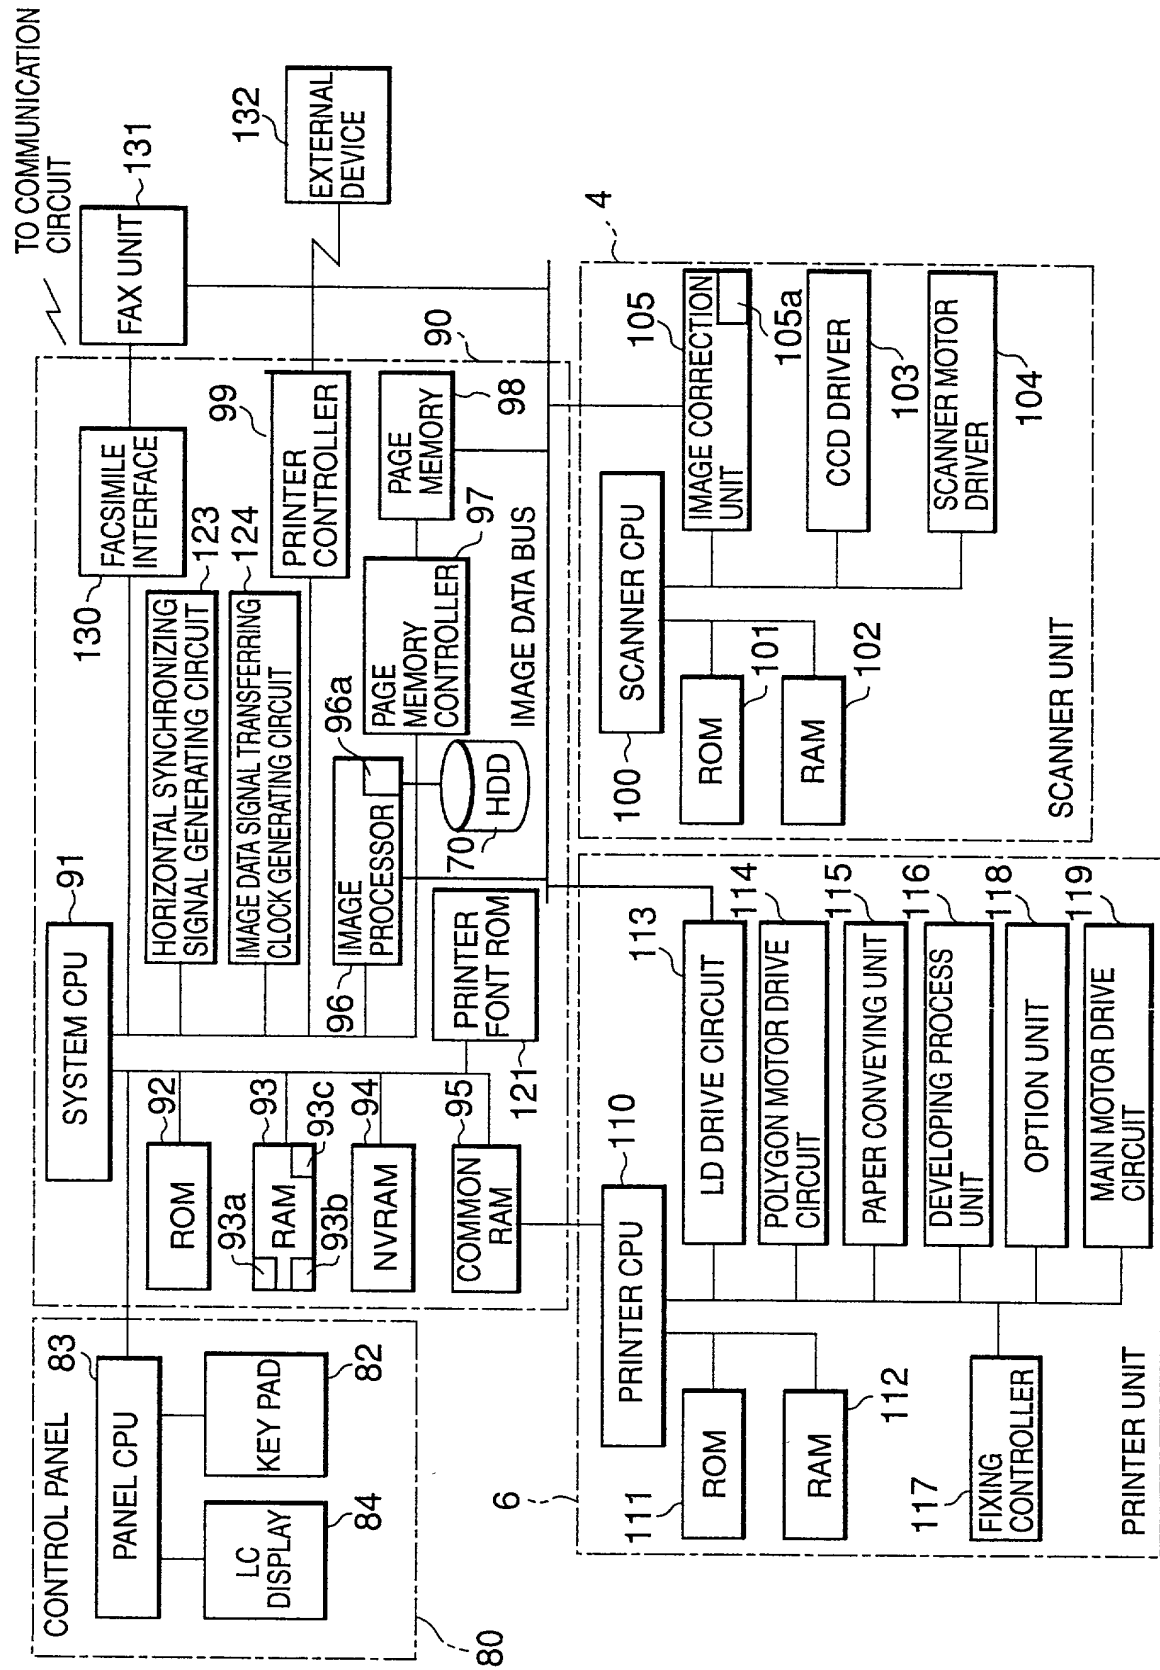 CONTROL PANEL
83
PANEL CPU
LC
DISPLAY
84
KEY PAD
82
80
91
SYSTEM CPU
ROM
92
93a
RAM
93
93c
93b
NVRAM
94
COMMON
RAM
95
PRINTER
FONT ROM
121
HORIZONTAL SYNCHRONIZING
SIGNAL GENERATING CIRCUIT
123
IMAGE DATA SIGNAL TRANSFERRING
CLOCK GENERATING CIRCUIT
124
130
FACSIMILE
INTERFACE
99
PRINTER
CONTROLLER
96
IMAGE
PROCESSOR
96a
70
HDD
PAGE
MEMORY
CONTROLLER
97
PAGE
MEMORY
98
90
IMAGE DATA BUS
TO COMMUNICATION
CIRCUIT
FAX UNIT
131
132
EXTERNAL
DEVICE
6
PRINTER CPU
110
111
ROM
RAM
112
117
FIXING
CONTROLLER
LD DRIVE CIRCUIT
113
POLYGON MOTOR DRIVE
CIRCUIT
114
PAPER CONVEYING UNIT
115
DEVELOPING PROCESS
UNIT
116
OPTION UNIT
118
MAIN MOTOR DRIVE
CIRCUIT
119
PRINTER UNIT
4
100
SCANNER CPU
ROM
101
RAM
102
IMAGE CORRECTION
UNIT
105
105a
CCD DRIVER
103
SCANNER MOTOR
DRIVER
104
SCANNER UNIT